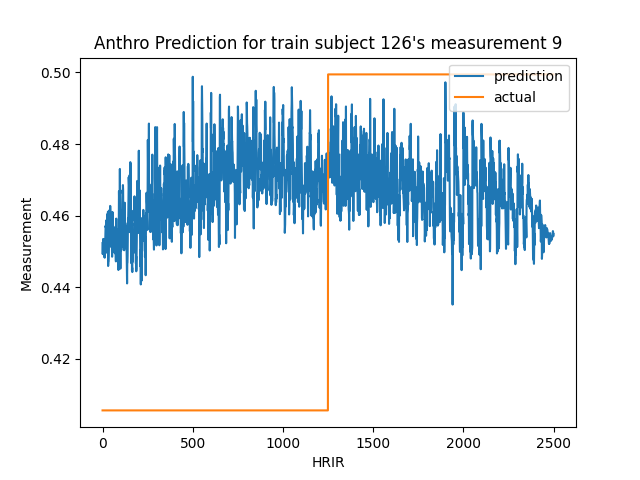 Anthro Prediction for train subject 126's measurement 9
prediction
actual
0.50
0.48
0.46
0.44
0.42
Measurement
0
500
1000
1500
2000
2500
HRIR